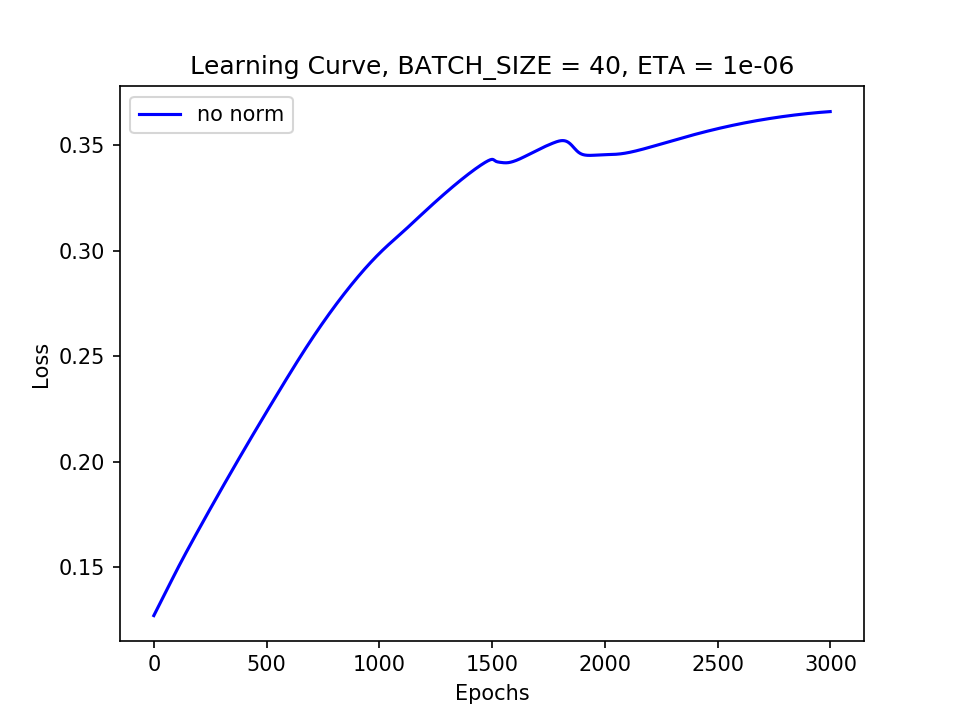 Learning Curve, BATCH_SIZE = 40, ETA = 1e-06
no norm
0.35
0.30
0.25
0.20
0.15
Loss
0 500 1000 1500 2000 2500 3000
Epochs